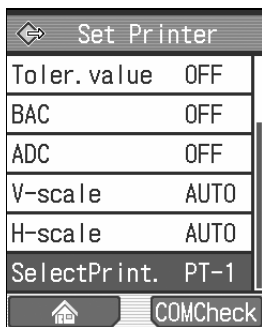 Set Printer
Toler.value OFF
BAC OFF
ADC OFF
V-scale AUTO
H-scale AUTO
SelectPrint. PT-1
COMCheck